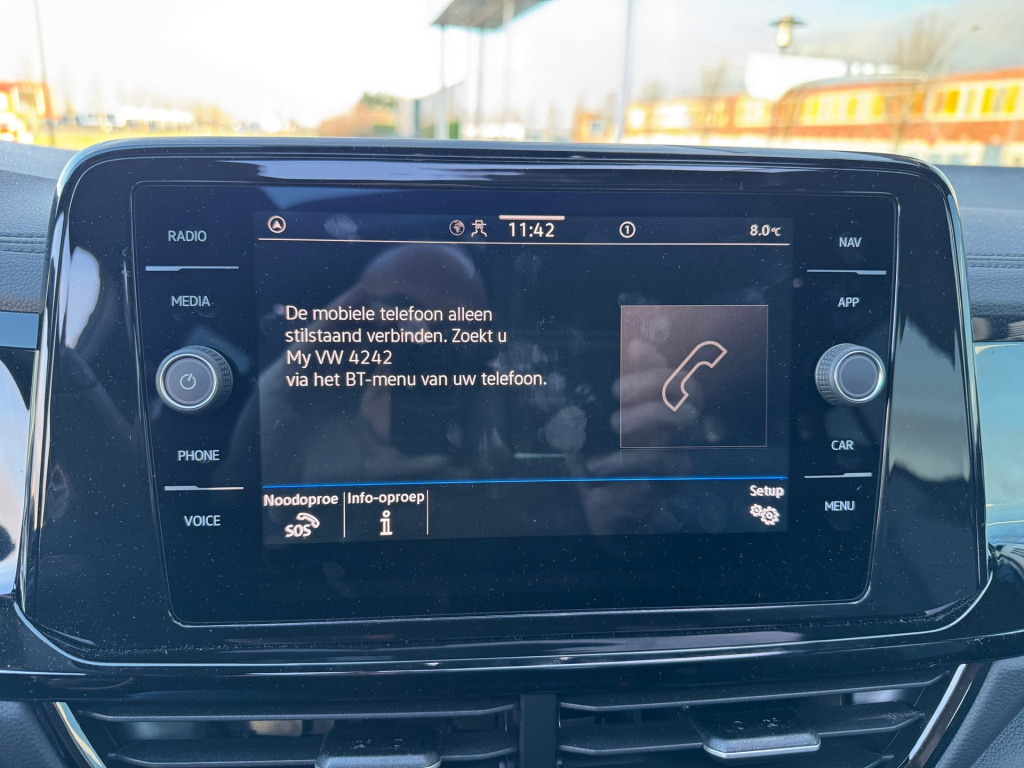 RADIO
MEDIA
PHONE
VOICE
11:42
1
8.0°C
De mobiele telefoon alleen
stilstaand verbinden. Zoekt u
My VW 4242
via het BT-menu van uw telefoon.
Noodoproe
SOS
Info-oproep
i
Setup
NAV
APP
CAR
MENU